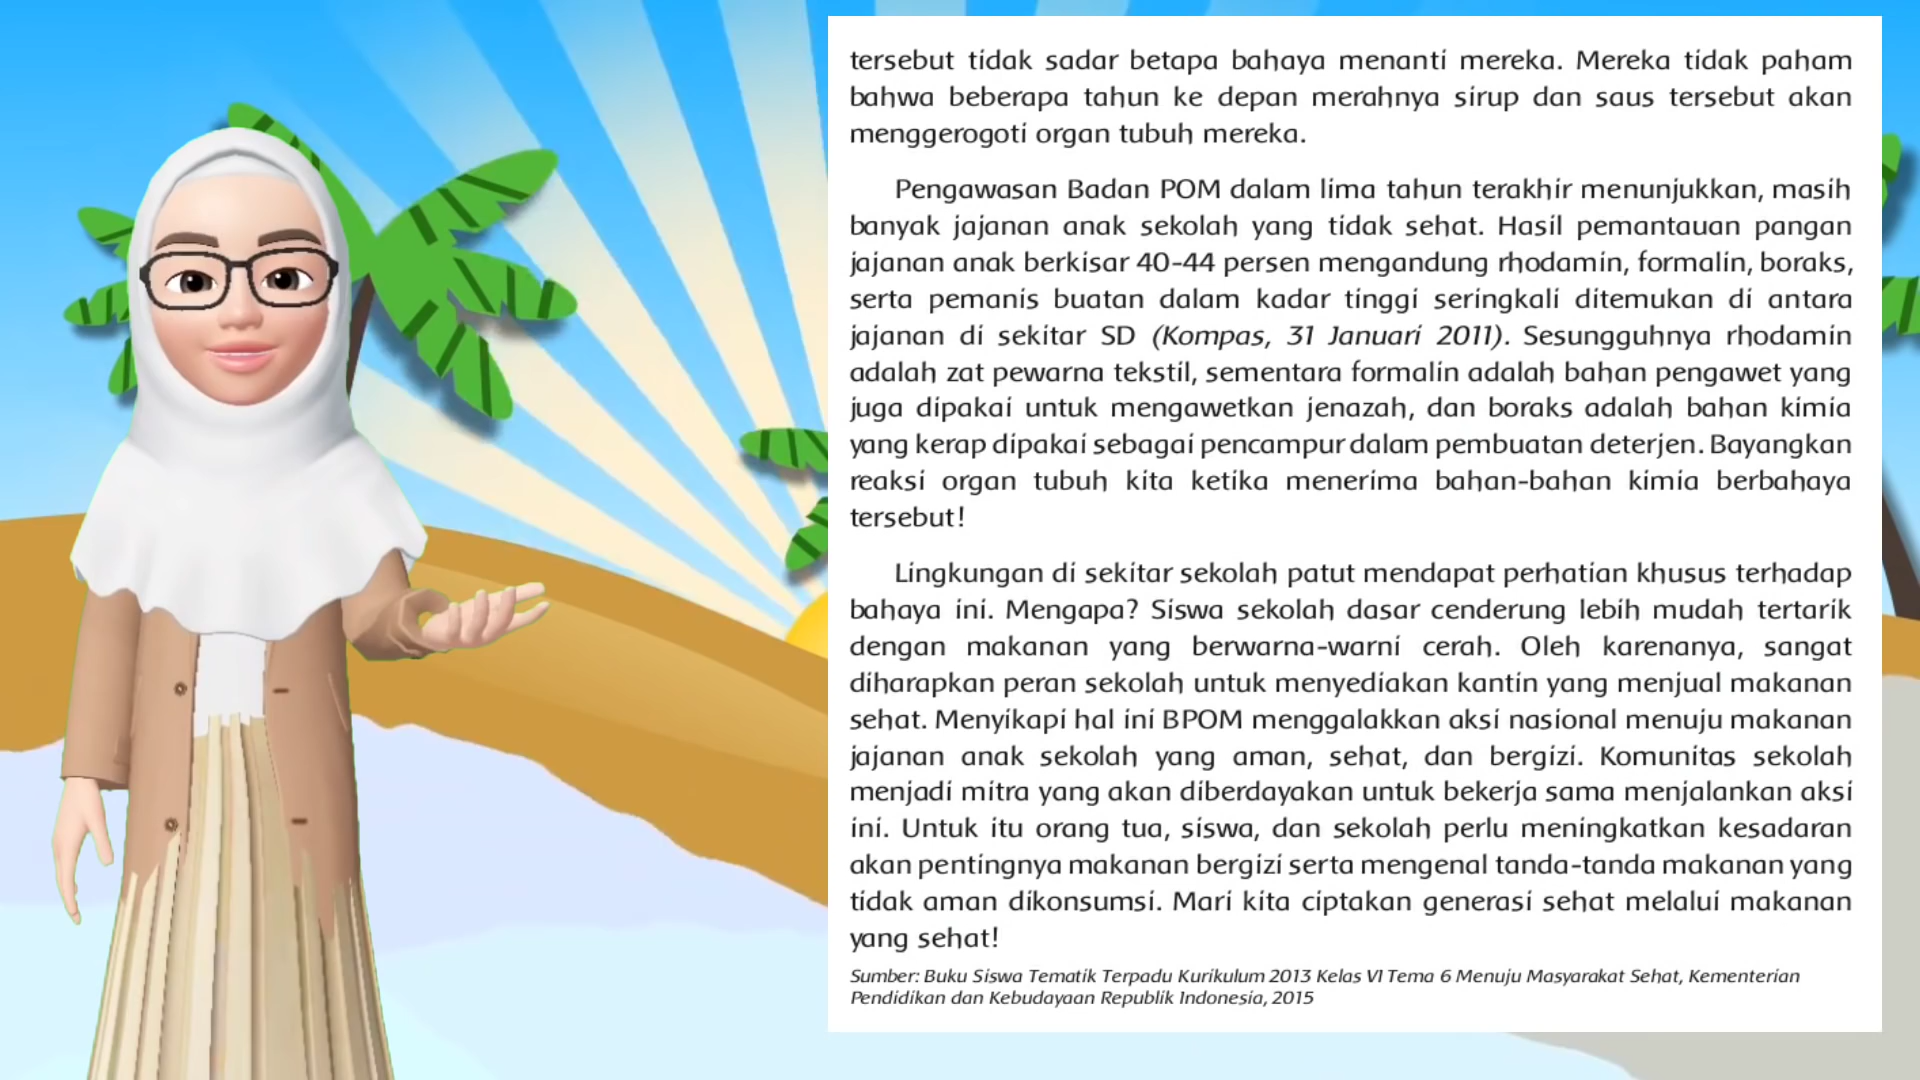 tersebut tidak sadar betapa bahaya menanti mereka. Mereka tidak paham
bahwa beberapa tahun ke depan merahnya sirup dan saus tersebut akan
menggerogoti organ tubuh mereka.
Pengawasan Badan POM dalam lima tahun terakhir menunjukkan, masih
banyak jajanan anak sekolah yang tidak sehat. Hasil pemantauan pangan
jajanan anak berkisar 40-44 persen mengandung rhodamin, formalin, boraks,
serta pemanis buatan dalam kadar tinggi seringkali ditemukan di antara
jajanan di sekitar SD (Kompas, 31 Januari 2011). Sesungguhnya rhodamin
adalah zat pewarna tekstil, sementara formalin adalah bahan pengawet yang
juga dipakai untuk mengawetkan jenazah, dan boraks adalah bahan kimia
yang kerap dipakai sebagai pencampur dalam pembuatan deterjen. Bayangkan
reaksi organ tubuh kita ketika menerima bahan-bahan kimia berbahaya
tersebut!
Lingkungan di sekitar sekolah patut mendapat perhatian khusus terhadap
bahaya ini. Mengapa? Siswa sekolah dasar cenderung lebih mudah tertarik
dengan makanan yang berwarna-warni cerah. Oleh karenanya, sangat
diharapkan peran sekolah untuk menyediakan kantin yang menjual makanan
sehat. Menyikapi hal ini BPOM menggalakkan aksi nasional menuju makanan
jajanan anak sekolah yang aman, sehat, dan bergizi. Komunitas sekolah
menjadi mitra yang akan diberdayakan untuk bekerja sama menjalankan aksi
ini. Untuk itu orang tua, siswa, dan sekolah perlu meningkatkan kesadaran
akan pentingnya makanan bergizi serta mengenal tanda-tanda makanan yang
tidak aman dikonsumsi. Mari kita ciptakan generasi sehat melalui makanan
yang sehat!
Sumber: Buku Siswa Tematik Terpadu Kurikulum 2013 Kelas VI Tema 6 Menuju Masyarakat Sehat, Kementerian
Pendidikan dan Kebudayaan Republik Indonesia, 2015